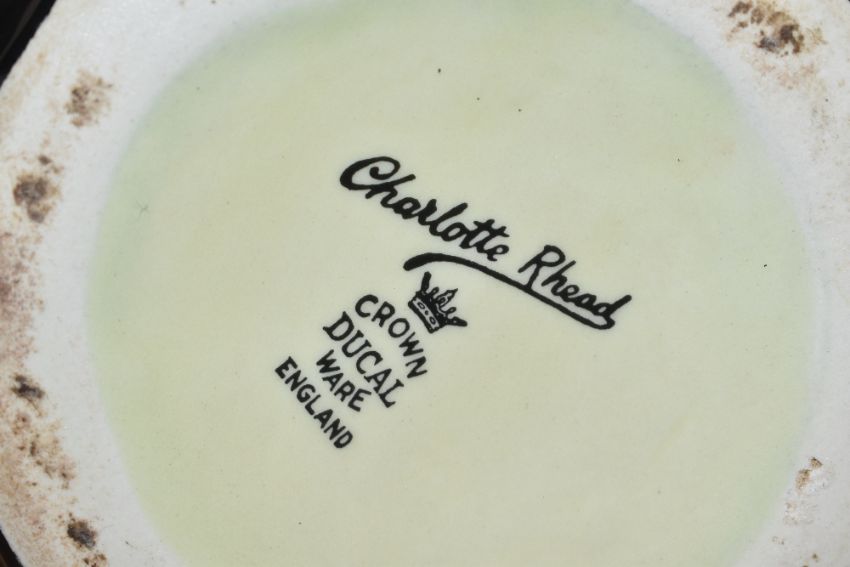 Charlotte Rhead
CROWN
DUCAL
WARE
ENGLAND